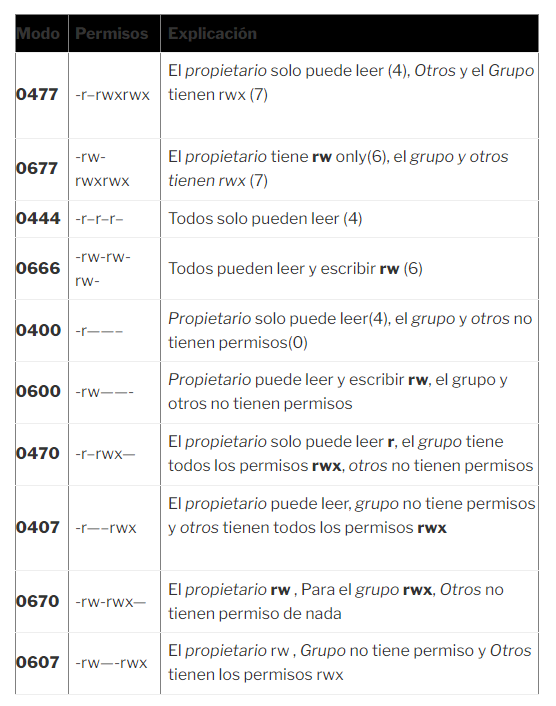 Modo Permisos Explicación
0477 -r–rwxrwx El propietario solo puede leer (4), Otros y el Grupo
tienen rwx (7)
0677 -rw-
rwxrwx El propietario tiene rw only(6), el grupo y otros
tienen rwx (7)
0444 -r–r–r– Todos solo pueden leer (4)
0666 -rw-rw-
rw- Todos pueden leer y escribir rw (6)
0400 -r——– Propietario solo puede leer(4), el grupo y otros no
tienen permisos(0)
0600 -rw——- Propietario puede leer y escribir rw, el grupo y
otros no tienen permisos
0470 -r–rwx— El propietario solo puede leer r, el grupo tiene
todos los permisos rwx, otros no tienen permisos
0407 -r—–rwx El propietario puede leer, grupo no tiene permisos
y otros tienen todos los permisos rwx
0670 -rw-rwx— El propietario rw , Para el grupo rwx, Otros no
tienen permiso de nada
0607 -rw—-rwx El propietario rw , Grupo no tiene permiso y Otros
tienen los permisos rwx